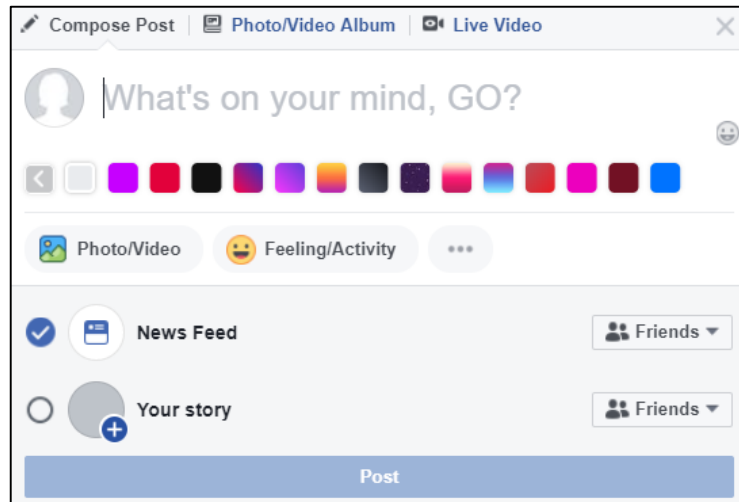 Compose Post Photo/Video Album Live Video
What's on your mind, GO?
Photo/Video Feeling/Activity
News Feed Friends
Your story Friends
Post